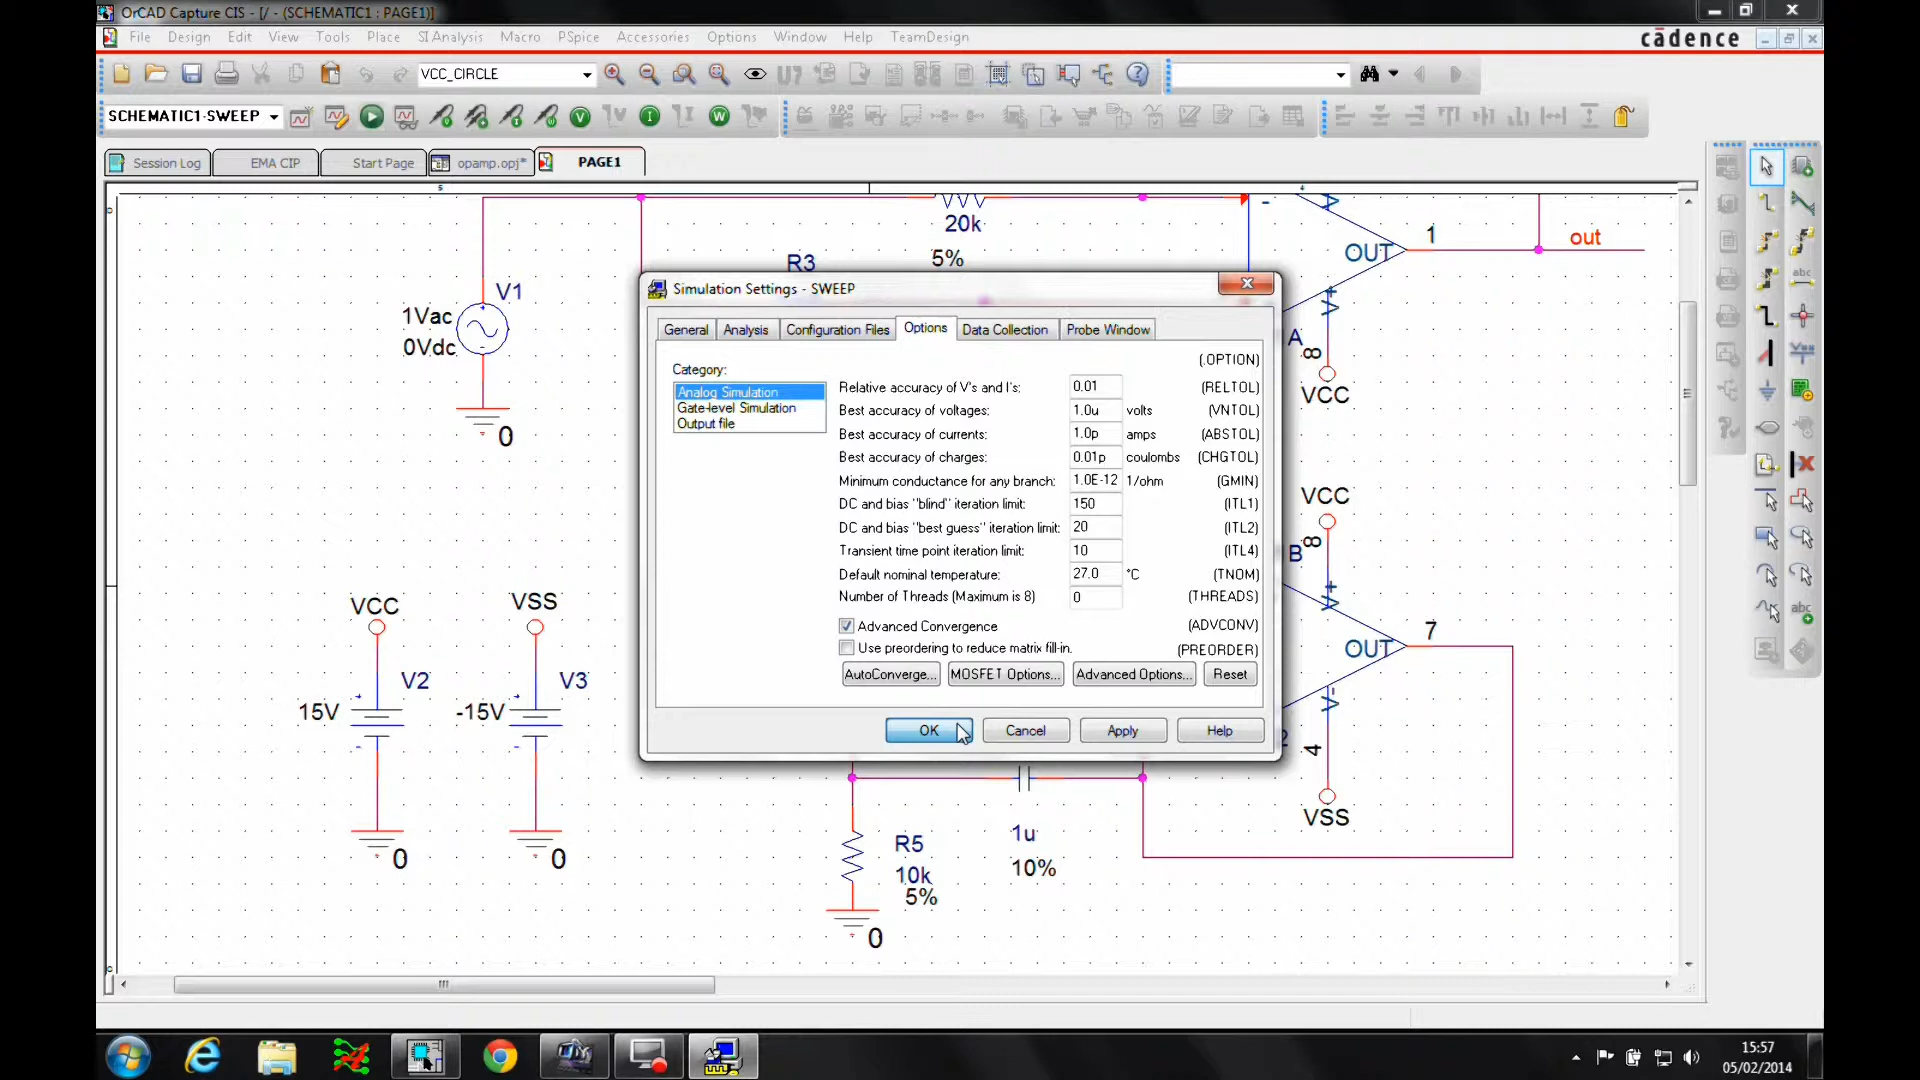 OrCAD Capture CIS - [/ - (SCHEMATIC1 : PAGE1)]
File Design Edit View Tools Place SI Analysis Macro PSpice Accessories Options Window Help TeamDesign
cādence
VCC_CIRCLE
SCHEMATIC1-SWEEP
Session Log EMA CIP Start Page opamp.opj* PAGE1
5 4
20k
5%
R3
- V-
OUT 1
out
V1
1Vac
0Vdc
0
V+
A
8
VCC
Simulation Settings - SWEEP
General Analysis Configuration Files Options Data Collection Probe Window
Category:
Analog Simulation
Gate-level Simulation
Output file
(.OPTION)
Relative accuracy of V's and I's: 0.01 (RELTOL)
Best accuracy of voltages: 1.0u volts (VNTOL)
Best accuracy of currents: 1.0p amps (ABSTOL)
Best accuracy of charges: 0.01p coulombs (CHGTOL)
Minimum conductance for any branch: 1.0E-12 1/ohm (GMIN)
DC and bias "blind" iteration limit: 150 (ITL1)
DC and bias "best guess" iteration limit: 20 (ITL2)
Transient time point iteration limit: 10 (ITL4)
Default nominal temperature: 27.0 °C (TNOM)
Number of Threads (Maximum is 8) 0 (THREADS)
Advanced Convergence (ADVCONV)
Use preordering to reduce matrix fill-in. (PREORDER)
AutoConverge... MOSFET Options... Advanced Options... Reset
OK Cancel Apply Help
VCC
8
B
V+
OUT 7
V-
4
VSS
VCC VSS
V2 V3
15V -15V
0 0
R5
10k
5%
0
1u
10%
15:57
05/02/2014